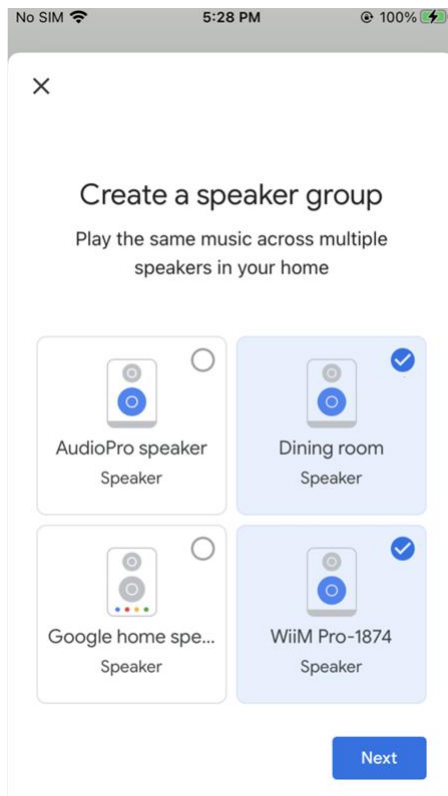 No SIM 5:28 PM 100%
Create a speaker group
Play the same music across multiple
speakers in your home
AudioPro speaker
Speaker
Dining room
Speaker
Google home spe...
Speaker
WiiM Pro-1874
Speaker
Next